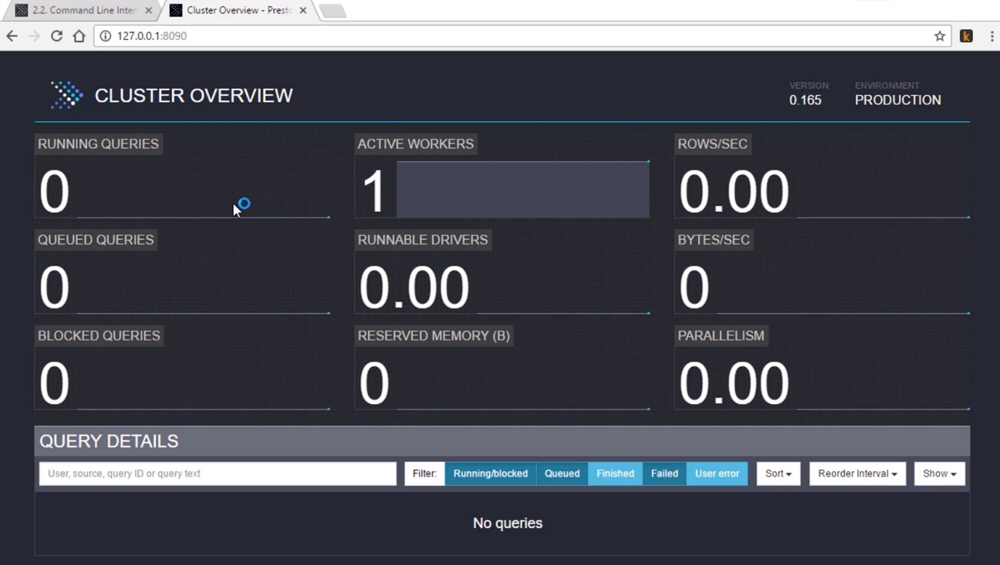 2.2. Command Line Inter
Cluster Overview - Presto
127.0.0.1:8090
k
CLUSTER OVERVIEW
VERSION
0.165
ENVIRONMENT
PRODUCTION
RUNNING QUERIES
0
ACTIVE WORKERS
1
ROWS/SEC
0.00
QUEUED QUERIES
0
RUNNABLE DRIVERS
0.00
BYTES/SEC
0
BLOCKED QUERIES
0
RESERVED MEMORY (B)
0
PARALLELISM
0.00
QUERY DETAILS
User, source, query ID or query text
Filter: Running/blocked Queued Finished Failed User error Sort Reorder Interval Show
No queries